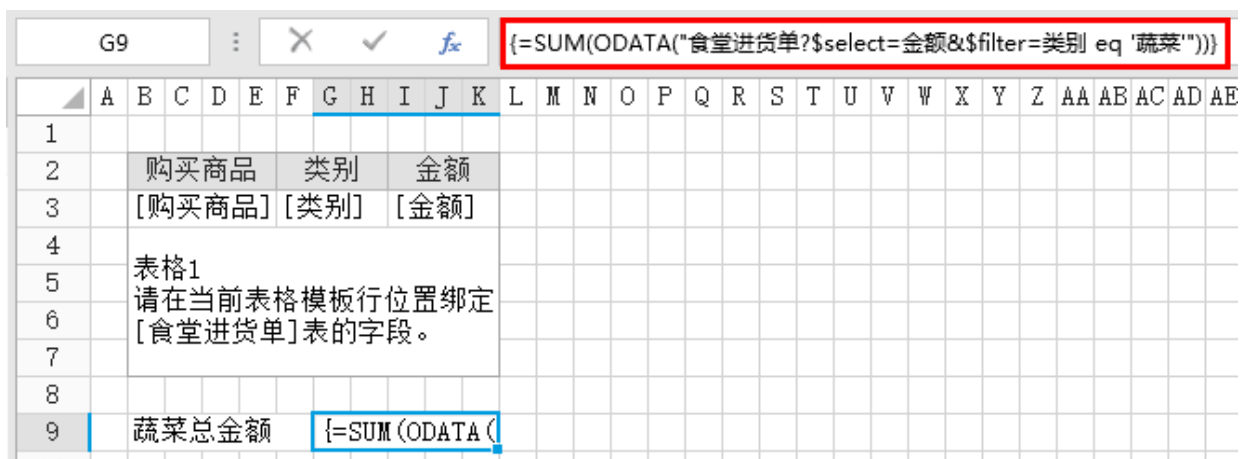 G9 fx {=SUM(ODATA("食堂进货单?$select=金额&$filter=类别 eq '蔬菜'"))}
A B C D E F G H I J K L M N O P Q R S T U V W X Y Z AA AB AC AD AE
1
2 购买商品 类别 金额
3 [购买商品] [类别] [金额]
4
表格1
5
请在当前表格模板行位置绑定
6
[食堂进货单]表的字段。
7
8
9 蔬菜总金额 {=SUM(ODATA(